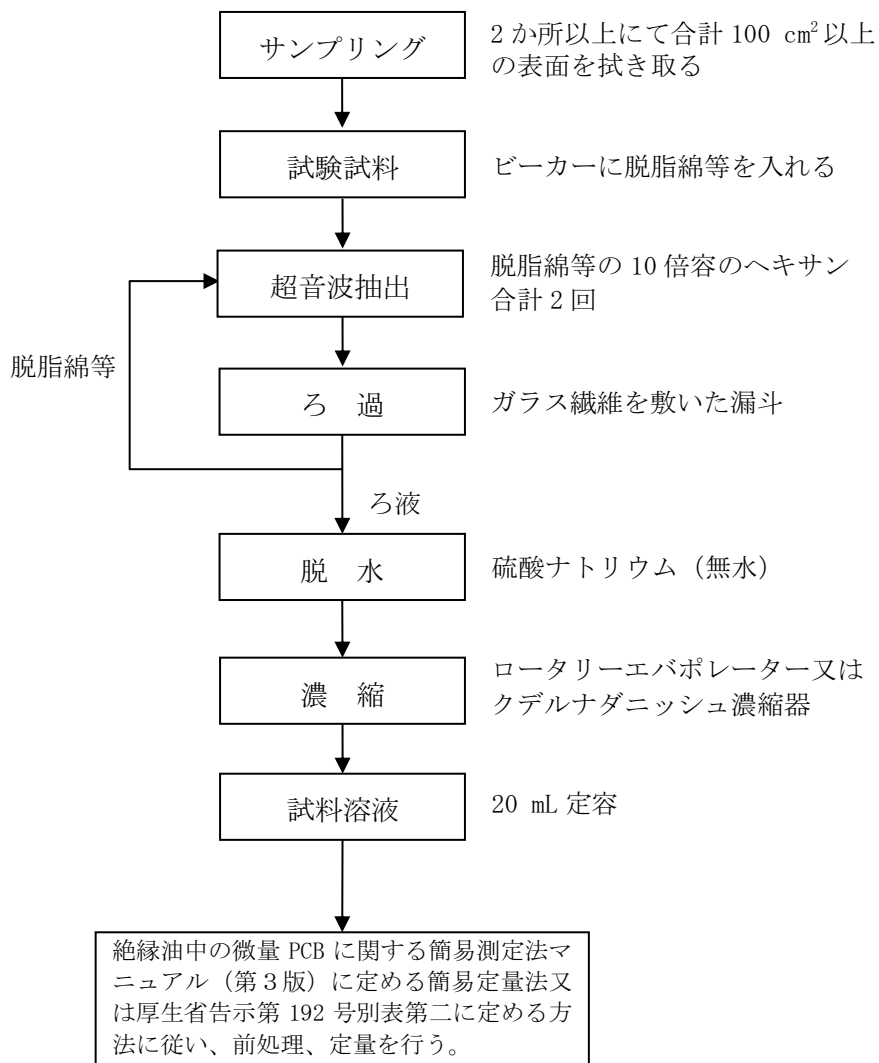 サンプリング
2 か所以上にて合計 100 cm²以上
の表面を拭き取る
試験試料
ビーカーに脱脂綿等を入れる
超音波抽出
脱脂綿等の 10 倍容のヘキサン
合計 2 回
脱脂綿等
ろ 過
ガラス繊維を敷いた漏斗
ろ液
脱 水
硫酸ナトリウム（無水）
濃 縮
ロータリーエバポレーター又は
クデルナダニッシュ濃縮器
試料溶液
20 mL 定容
絶縁油中の微量 PCB に関する簡易測定法マ
ニュアル（第３版）に定める簡易定量法又
は厚生省告示第 192 号別表第二に定める方
法に従い、前処理、定量を行う。